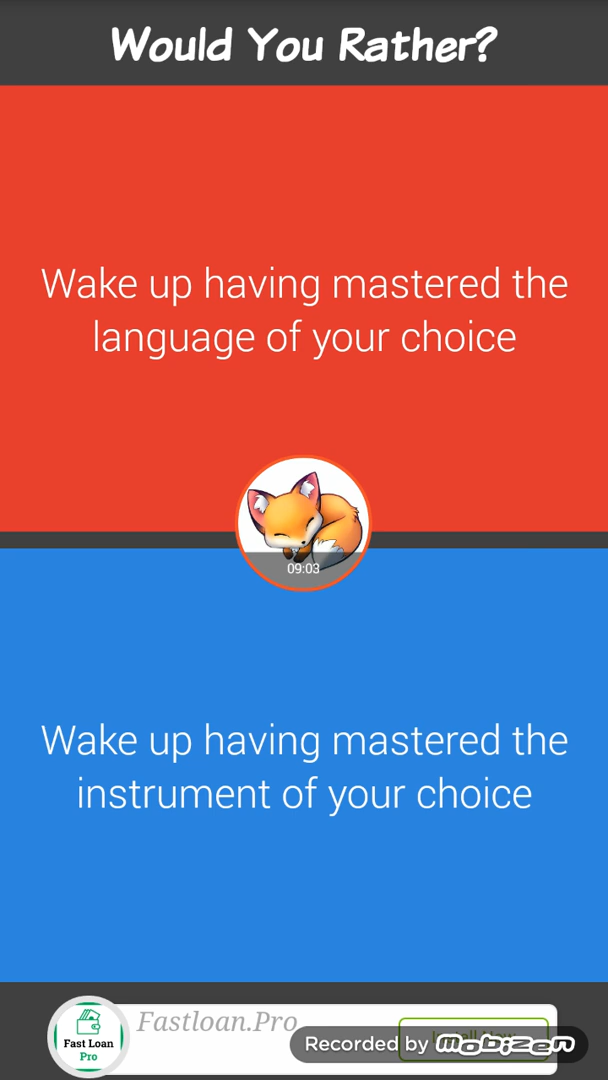 Would You Rather?
Wake up having mastered the
language of your choice
09:03
Wake up having mastered the
instrument of your choice
Fastloan.Pro
Fast Loan
Pro
Recorded by mobizen